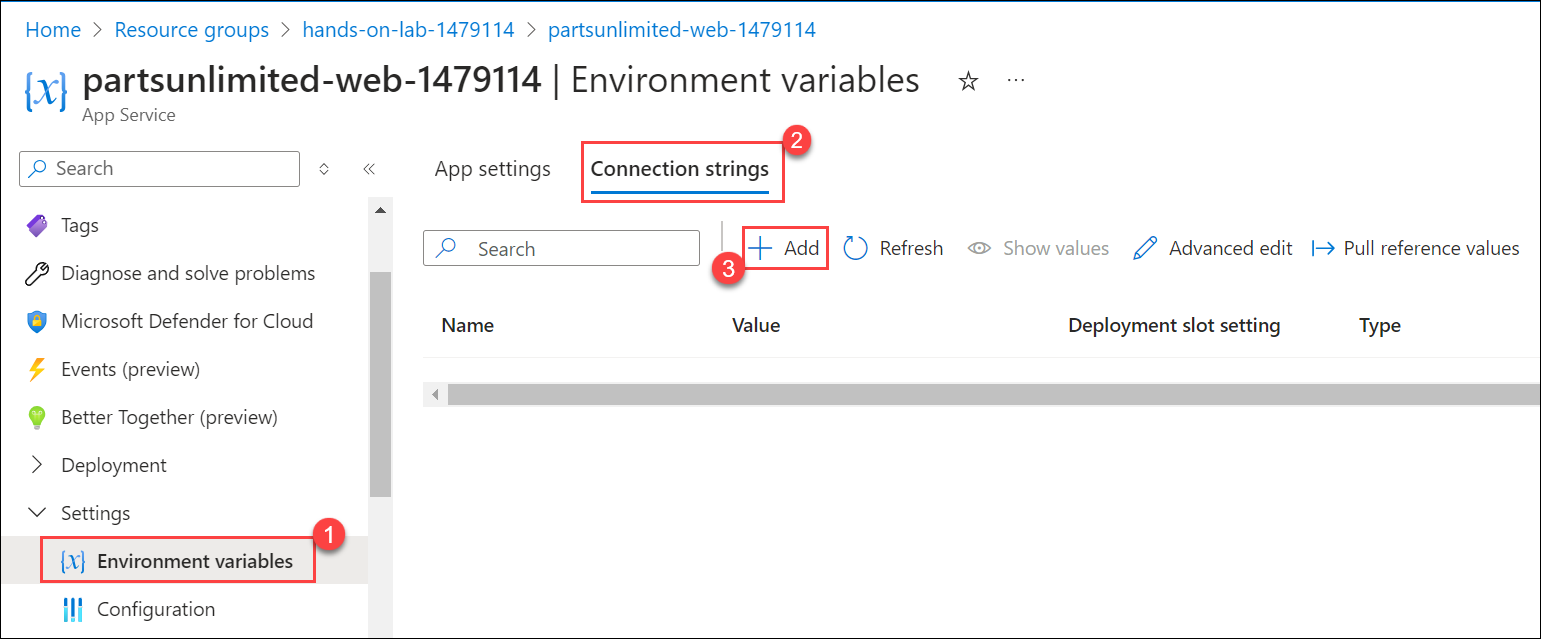 Home > Resource groups > hands-on-lab-1479114 > partsunlimited-web-1479114
{x} partsunlimited-web-1479114 | Environment variables ☆ ...
App Service
Search
Tags
Diagnose and solve problems
Microsoft Defender for Cloud
Events (preview)
Better Together (preview)
Deployment
Settings
1
{x} Environment variables
Configuration
App settings Connection strings 2
Search 3 + Add Refresh Show values Advanced edit Pull reference values
Name Value Deployment slot setting Type